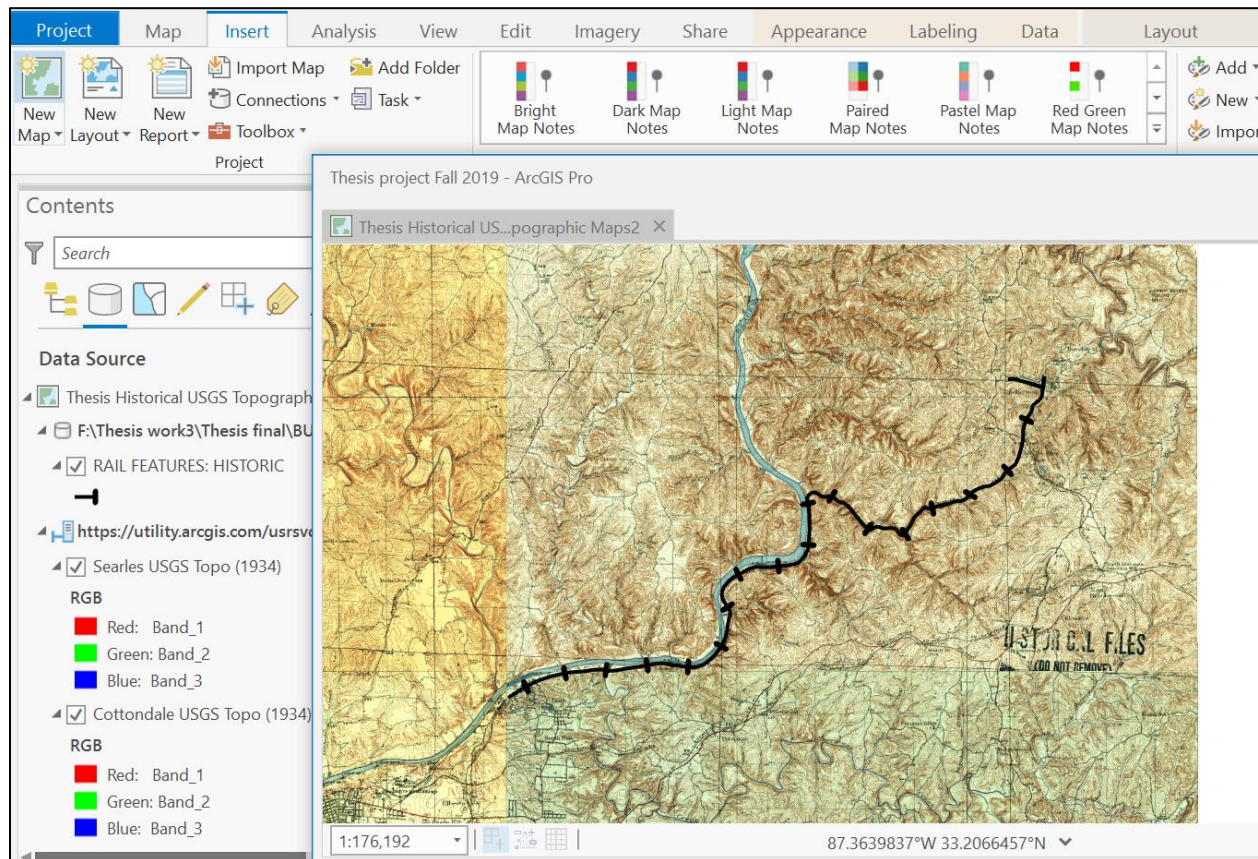 Project Map Insert Analysis View Edit Imagery Share Appearance Labeling Data Layout
New Map
New Layout
New Report
Import Map
Connections
Toolbox
Add Folder
Task
Project
Bright Map Notes
Dark Map Notes
Light Map Notes
Paired Map Notes
Pastel Map Notes
Red Green Map Notes
Add
New
Impor
Thesis project Fall 2019 - ArcGIS Pro
Thesis Historical US...pographic Maps2
Contents
Search
Data Source
Thesis Historical USGS Topograph
F:\Thesis work3\Thesis final\BU
RAIL FEATURES: HISTORIC
https://utility.arcgis.com/usrsvc
Searles USGS Topo (1934)
RGB
Red: Band_1
Green: Band_2
Blue: Band_3
Cottondale USGS Topo (1934)
RGB
Red: Band_1
Green: Band_2
Blue: Band_3
FILES
(DO NOT REMOVE)
1:176,192
87.3639837°W 33.2066457°N